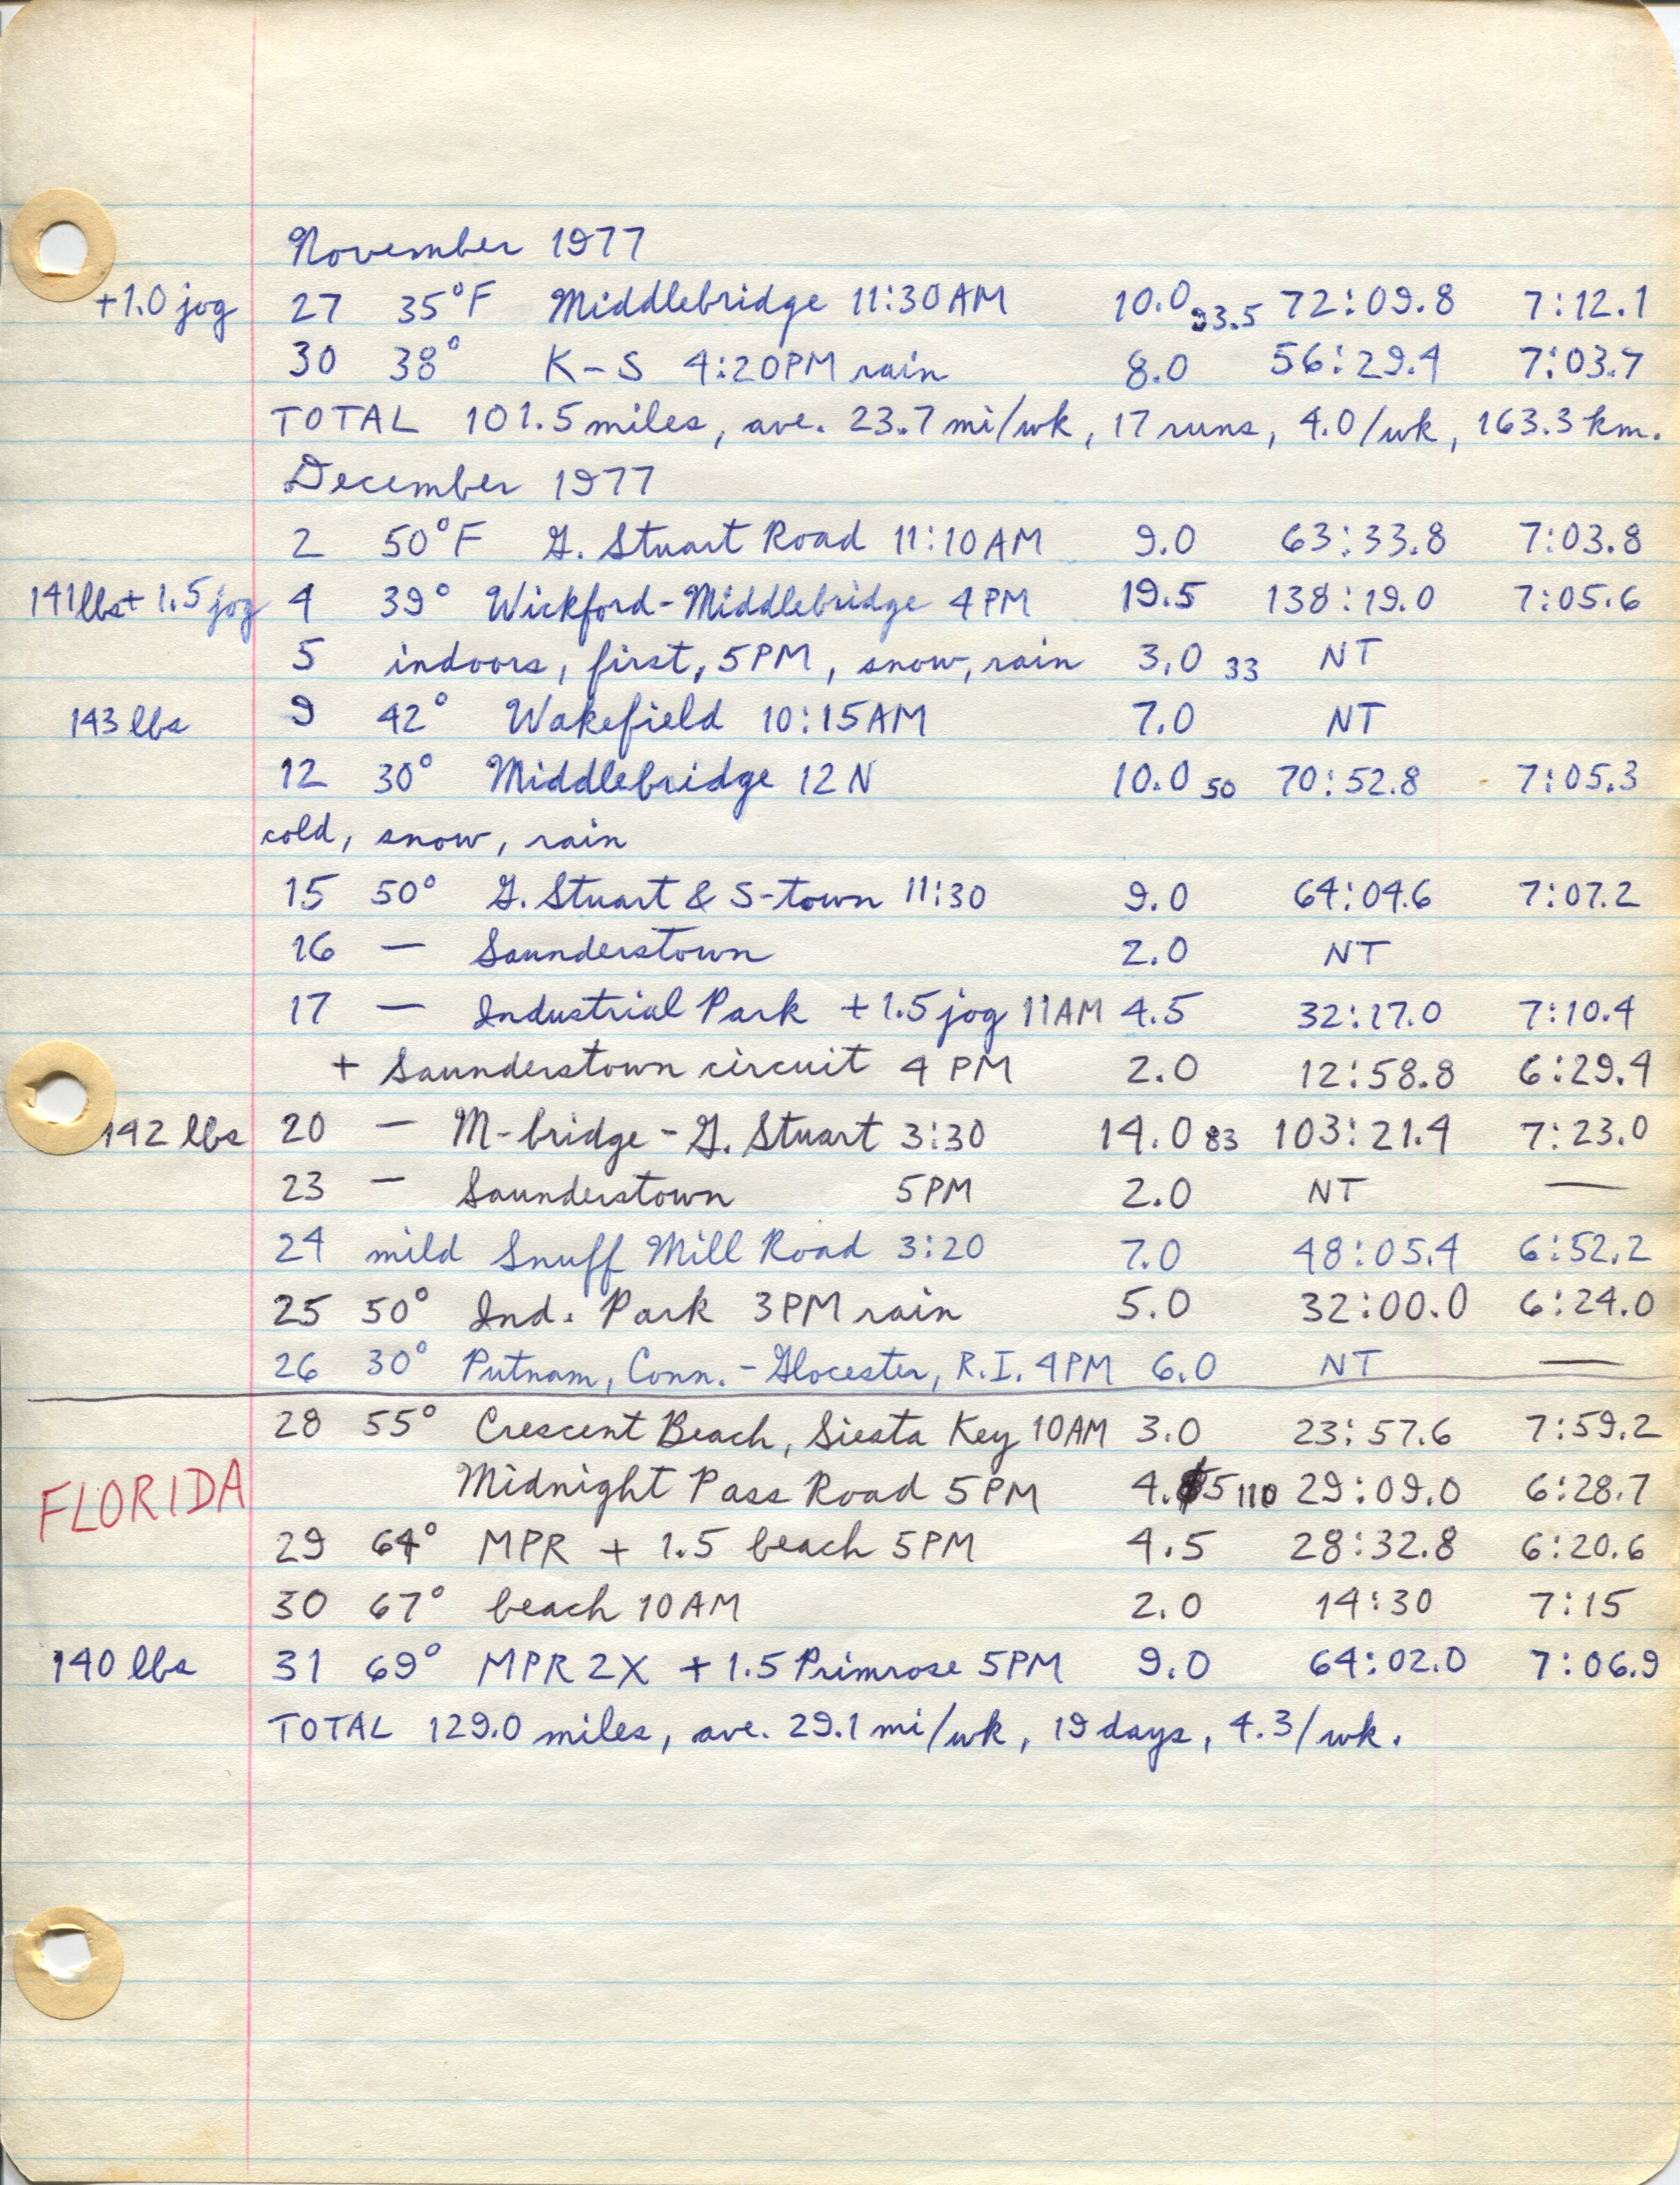 November 1977
+1.0 jog 27 35°F Middlebridge 11:30AM 10.0 93.5 72:09.8 7:12.1
30 38° K-S 4:20PM rain 8.0 56:29.4 7:03.7
TOTAL 101.5 miles, ave. 23.7 mi/wk, 17 runs, 4.0/wk, 163.3 km.
December 1977
2 50°F G. Stuart Road 11:10AM 9.0 63:33.8 7:03.8
141 lbs + 1.5 jog 4 39° Wickford-Middlebridge 4PM 19.5 138:19.0 7:05.6
5 indoors, first, 5PM, snow, rain 3.0 33 NT
143 lbs 9 42° Wakefield 10:15AM 7.0 NT
12 30° Middlebridge 12N 10.0 50 70:52.8 7:05.3
cold, snow, rain
15 50° G. Stuart & S-town 11:30 9.0 64:04.6 7:07.2
16 — Saunderstown 2.0 NT
17 — Industrial Park +1.5 jog 11AM 4.5 32:17.0 7:10.4
+ Saunderstown circuit 4 PM 2.0 12:58.8 6:29.4
142 lbs 20 — M-bridge-G. Stuart 3:30 14.0 83 103:21.4 7:23.0
23 — Saunderstown 5PM 2.0 NT —
24 mild Snuff Mill Road 3:20 7.0 48:05.4 6:52.2
25 50° Ind. Park 3PM rain 5.0 32:00.0 6:24.0
26 30° Putnam, Conn.-Glocester, R.I. 4PM 6.0 NT —
28 55° Crescent Beach, Siesta Key 10AM 3.0 23:57.6 7:59.2
FLORIDA Midnight Pass Road 5PM 4.5 110 29:09.0 6:28.7
29 64° MPR + 1.5 beach 5PM 4.5 28:32.8 6:20.6
30 67° beach 10AM 2.0 14:30 7:15
140 lbs 31 69° MPR 2X +1.5 Primrose 5PM 9.0 64:02.0 7:06.9
TOTAL 129.0 miles, ave. 29.1 mi/wk, 19 days, 4.3/wk.